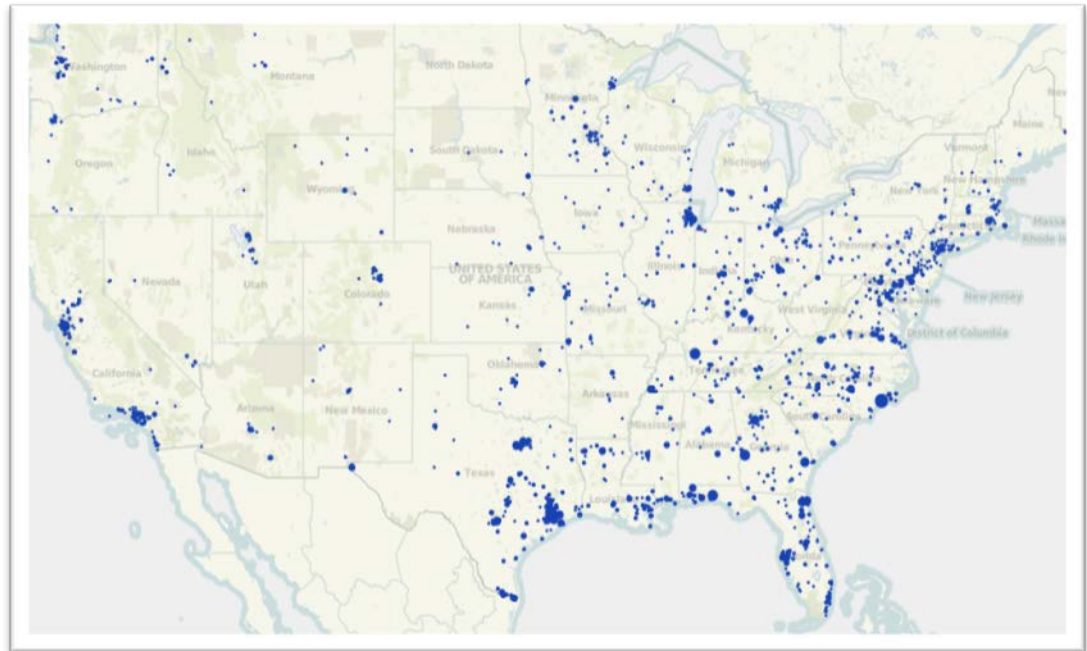 Washington
Montana
North Dakota
Minnesota
Maine
Oregon
Idaho
South Dakota
Wisconsin
Michigan
Vermont
New Hampshire
Wyoming
New York
Iowa
Massa
Rhode Is
Nebraska
Pennsylvania
Nevada
Utah
Colorado
UNITED STATES
OF AMERICA
Illinois
Indiana
Ohio
New Jersey
Delaware
Kansas
Missouri
West Virginia
Kentucky
Virginia
District of Columbia
California
Oklahoma
Tennessee
Arizona
New Mexico
Arkansas
North Carolina
South Carolina
Mississippi
Alabama
Georgia
Texas
Louisiana
Florida